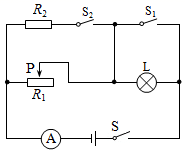 R₂ S₂ S₁
P L
R₁
A S